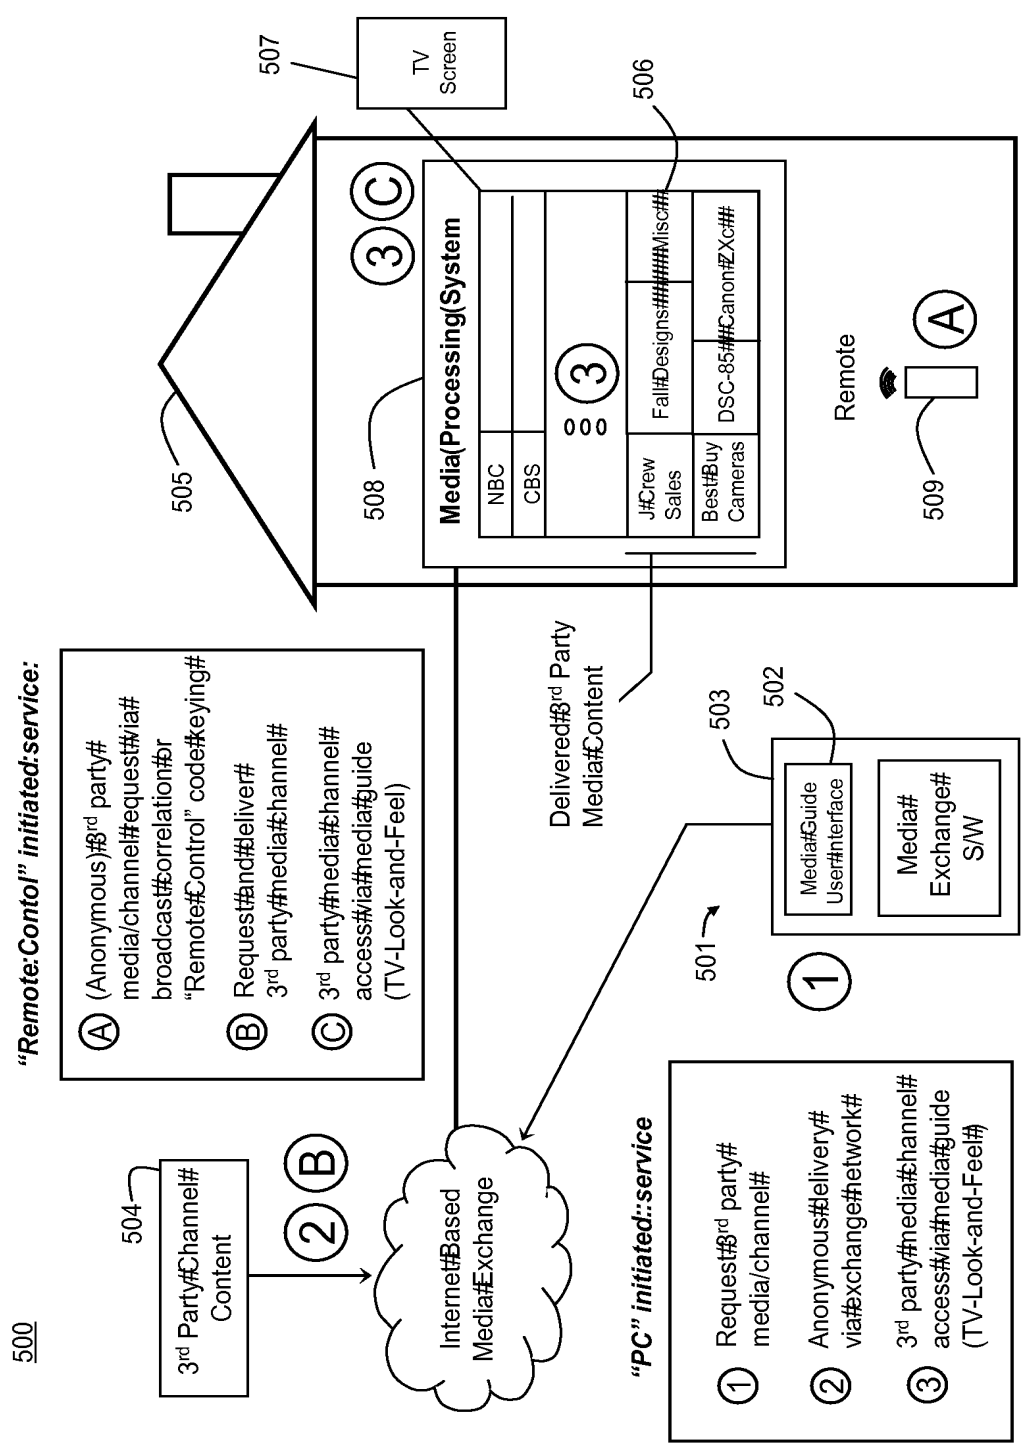 500
504
3rd Party#Channel#
Content
2
B
Internet#Based
Media#Exchange
"Remote:Contol" initiated:service:
A (Anonymous)#3rd party#
media/channel#request#via#
broadcast#correlation#or
"Remote#Control" code#keying#
B Request#and#deliver#
3rd party#media#channel#
C 3rd party#media#channel#
access#via#media#guide
(TV-Look-and-Feel)
"PC" initiated::service
1 Request#3rd party#
media/channel#
2 Anonymous#delivery#
via#exchange#network#
3 3rd party#media#channel#
access#via#media#guide
(TV-Look-and-Feel#)
1
501
503
502
Media#Guide
User#Interface
Media#
Exchange#
S/W
Delivered#3rd Party
Media#Content
505
508
3
C
507
TV
Screen
506
Media(Processing(System
NBC
CBS
000
3
J#Crew
Sales
Fall#Designs
Misc##
Best#Buy
Cameras
DSC-85
Canon#ZXc##
Remote
509
A